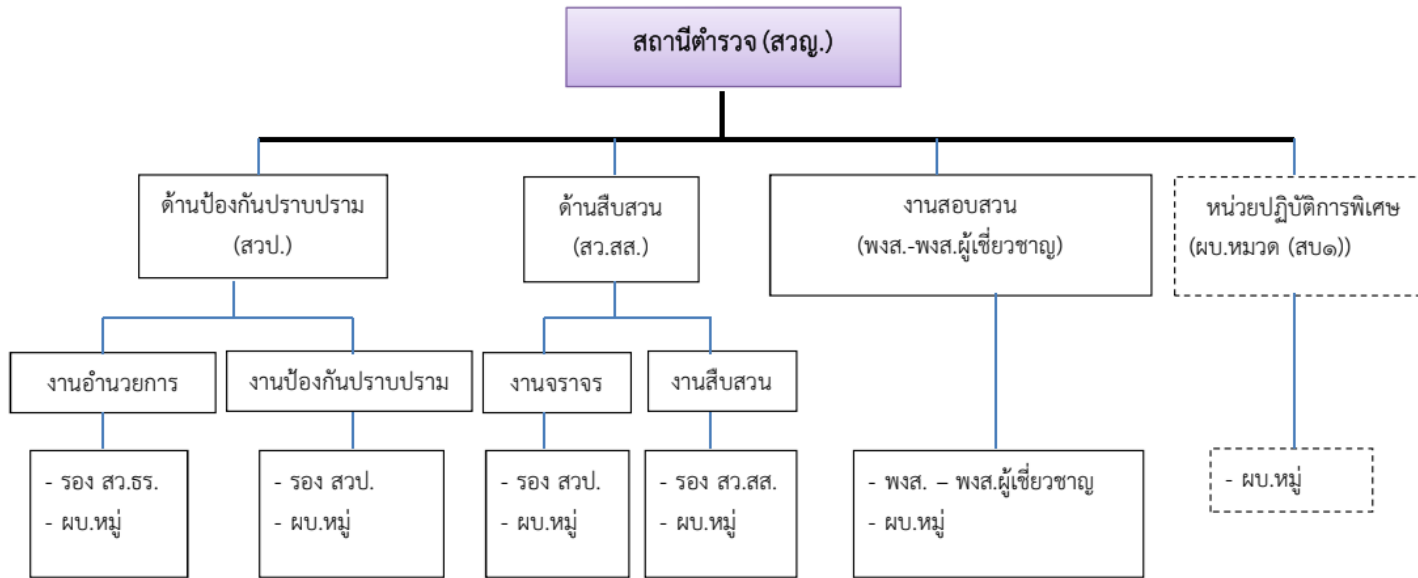 สถานีตำรวจ (สวญ.)
ด้านป้องกันปราบปราม
(สวป.)
ด้านสืบสวน
(สว.สส.)
งานสอบสวน
(พงส.-พงส.ผู้เชี่ยวชาญ)
หน่วยปฏิบัติการพิเศษ
(ผบ.หมวด (สบ๑))
งานอำนวยการ
งานป้องกันปราบปราม
งานจราจร
งานสืบสวน
- รอง สว.ธร.
- ผบ.หมู่
- รอง สวป.
- ผบ.หมู่
- รอง สวป.
- ผบ.หมู่
- รอง สว.สส.
- ผบ.หมู่
- พงส. – พงส.ผู้เชี่ยวชาญ
- ผบ.หมู่
- ผบ.หมู่